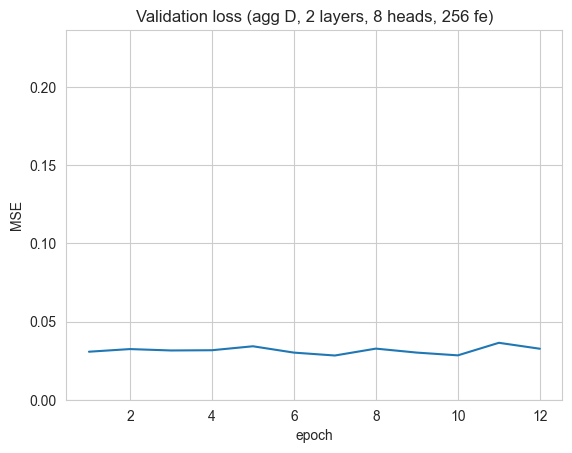 Validation loss (agg D, 2 layers, 8 heads, 256 fe)
0.20
0.15
0.10
0.05
0.00
MSE
2 4 6 8 10 12
epoch